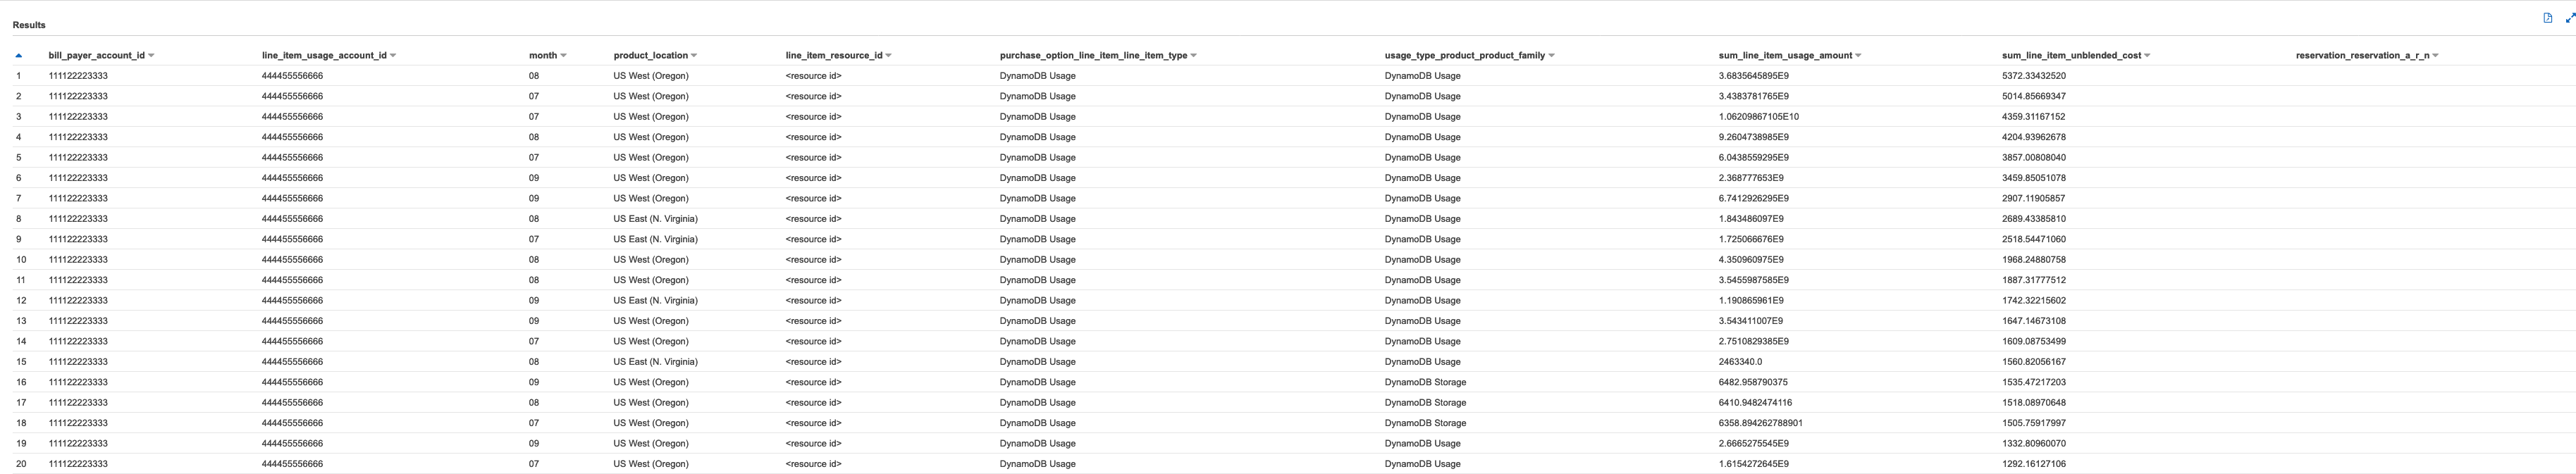 Results
bill_payer_account_id line_item_usage_account_id month product_location line_item_resource_id purchase_option_line_item_line_item_type usage_type_product_product_family sum_line_item_usage_amount sum_line_item_unblended_cost reservation_reservation_a_r_n
1 111122223333 444455556666 08 US West (Oregon) <resource id> DynamoDB Usage DynamoDB Usage 3.6835645895E9 5372.33432520
2 111122223333 444455556666 07 US West (Oregon) <resource id> DynamoDB Usage DynamoDB Usage 3.4383781765E9 5014.85669347
3 111122223333 444455556666 07 US West (Oregon) <resource id> DynamoDB Usage DynamoDB Usage 1.06209867105E10 4359.31167152
4 111122223333 444455556666 08 US West (Oregon) <resource id> DynamoDB Usage DynamoDB Usage 9.2604738985E9 4204.93962678
5 111122223333 444455556666 07 US West (Oregon) <resource id> DynamoDB Usage DynamoDB Usage 6.0438559295E9 3857.00808040
6 111122223333 444455556666 09 US West (Oregon) <resource id> DynamoDB Usage DynamoDB Usage 2.368777653E9 3459.85051078
7 111122223333 444455556666 09 US West (Oregon) <resource id> DynamoDB Usage DynamoDB Usage 6.7412926295E9 2907.11905857
8 111122223333 444455556666 08 US East (N. Virginia) <resource id> DynamoDB Usage DynamoDB Usage 1.843486097E9 2689.43385810
9 111122223333 444455556666 07 US East (N. Virginia) <resource id> DynamoDB Usage DynamoDB Usage 1.725066676E9 2518.54471060
10 111122223333 444455556666 08 US West (Oregon) <resource id> DynamoDB Usage DynamoDB Usage 4.350960975E9 1968.24880758
11 111122223333 444455556666 08 US West (Oregon) <resource id> DynamoDB Usage DynamoDB Usage 3.5455987585E9 1887.31777512
12 111122223333 444455556666 09 US East (N. Virginia) <resource id> DynamoDB Usage DynamoDB Usage 1.190865961E9 1742.32215602
13 111122223333 444455556666 09 US West (Oregon) <resource id> DynamoDB Usage DynamoDB Usage 3.543411007E9 1647.14673108
14 111122223333 444455556666 07 US West (Oregon) <resource id> DynamoDB Usage DynamoDB Usage 2.7510829385E9 1609.08753499
15 111122223333 444455556666 08 US East (N. Virginia) <resource id> DynamoDB Usage DynamoDB Usage 2463340.0 1560.82056167
16 111122223333 444455556666 09 US West (Oregon) <resource id> DynamoDB Usage DynamoDB Storage 6482.958790375 1535.47217203
17 111122223333 444455556666 08 US West (Oregon) <resource id> DynamoDB Usage DynamoDB Storage 6410.9482474116 1518.08970648
18 111122223333 444455556666 07 US West (Oregon) <resource id> DynamoDB Usage DynamoDB Storage 6358.894262788901 1505.75917997
19 111122223333 444455556666 09 US West (Oregon) <resource id> DynamoDB Usage DynamoDB Usage 2.6665275545E9 1332.80960070
20 111122223333 444455556666 07 US West (Oregon) <resource id> DynamoDB Usage DynamoDB Usage 1.6154272645E9 1292.16127106